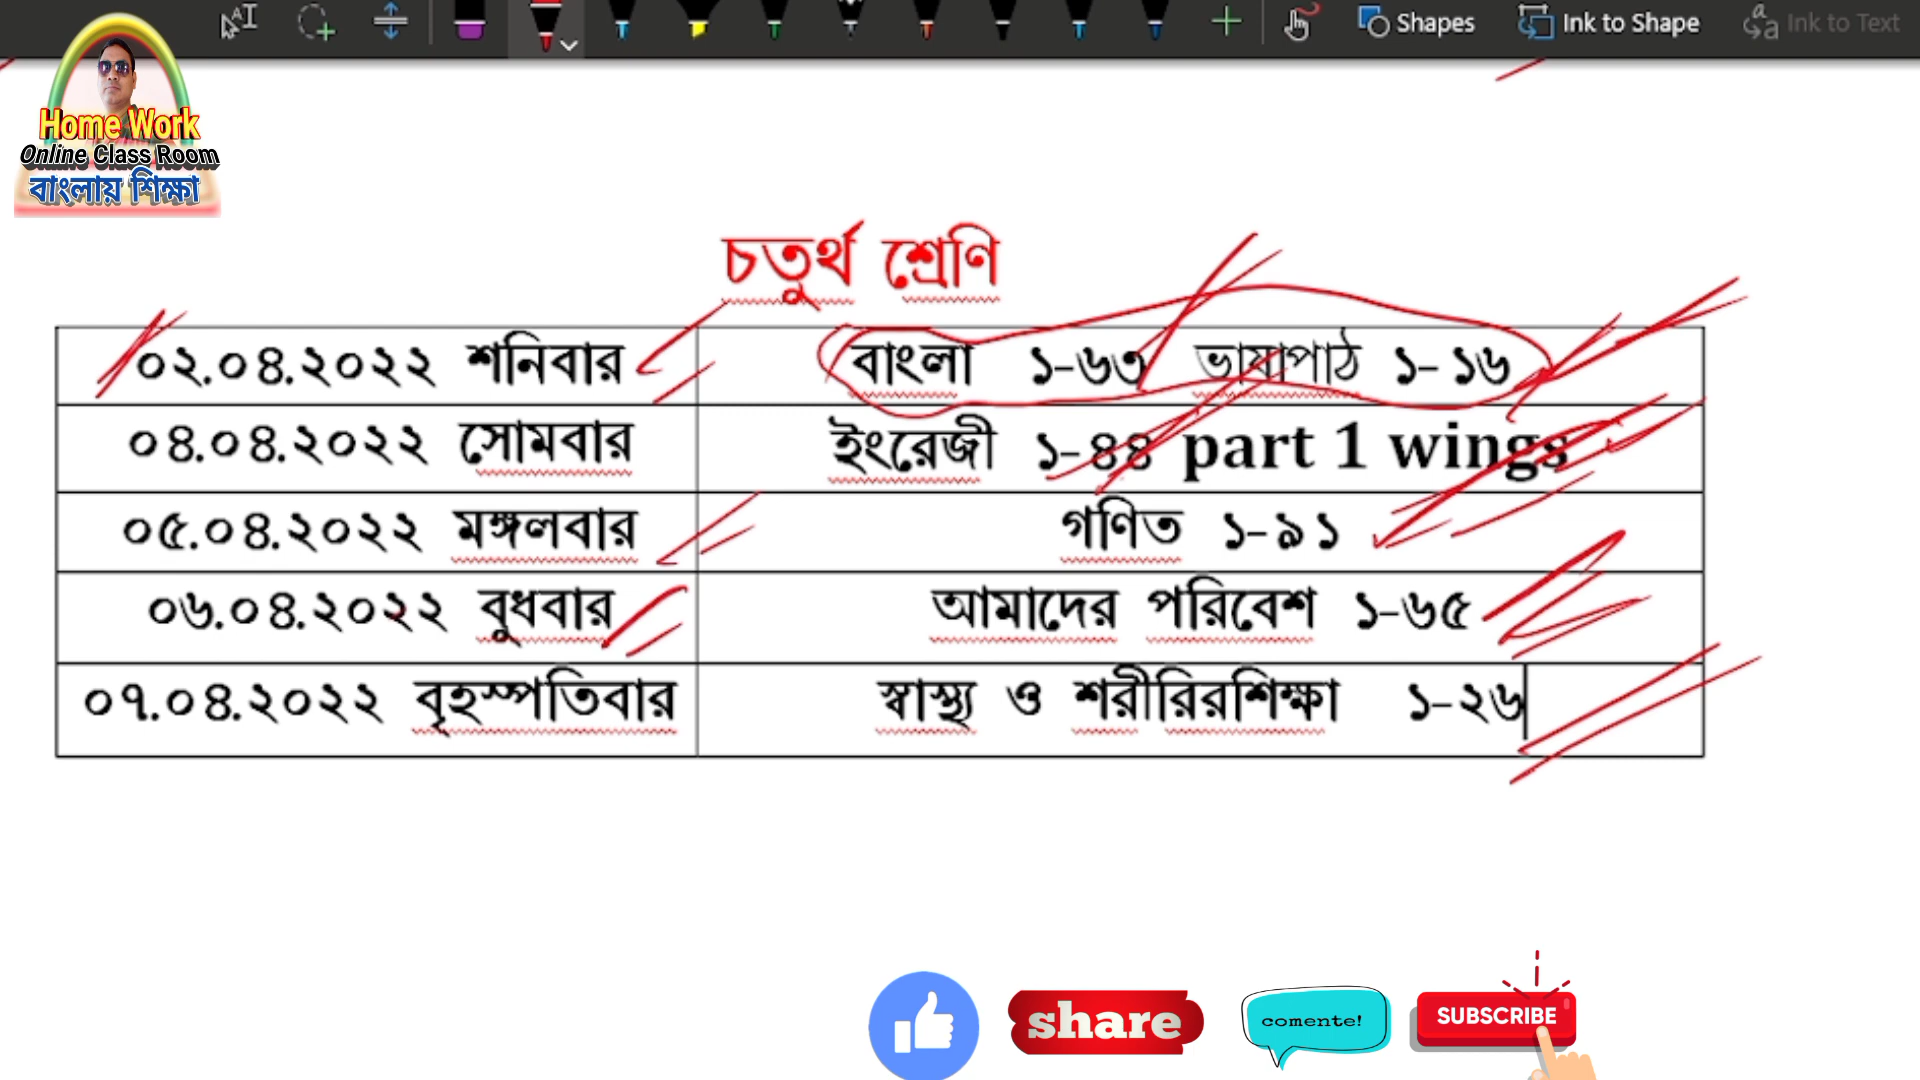 Shapes Ink to Shape Ink to Text
Home Work
Online Class Room
বাংলায় শিক্ষা
চতুর্থ শ্রেণি
০২.০৪.২০২২ শনিবার বাংলা ১-৬৩ ভাষাপাঠ ১- ১৬
০৪.০৪.২০২২ সোমবার ইংরেজী ১-৪৪ part 1 wings
০৫.০৪.২০২২ মঙ্গলবার গণিত ১-৯১
০৬.০৪.২০২২ বুধবার আমাদের পরিবেশ ১-৬৫
০৭.০৪.২০২২ বৃহস্পতিবার স্বাস্থ্য ও শরীরিরশিক্ষা ১-২৬
share comente! SUBSCRIBE